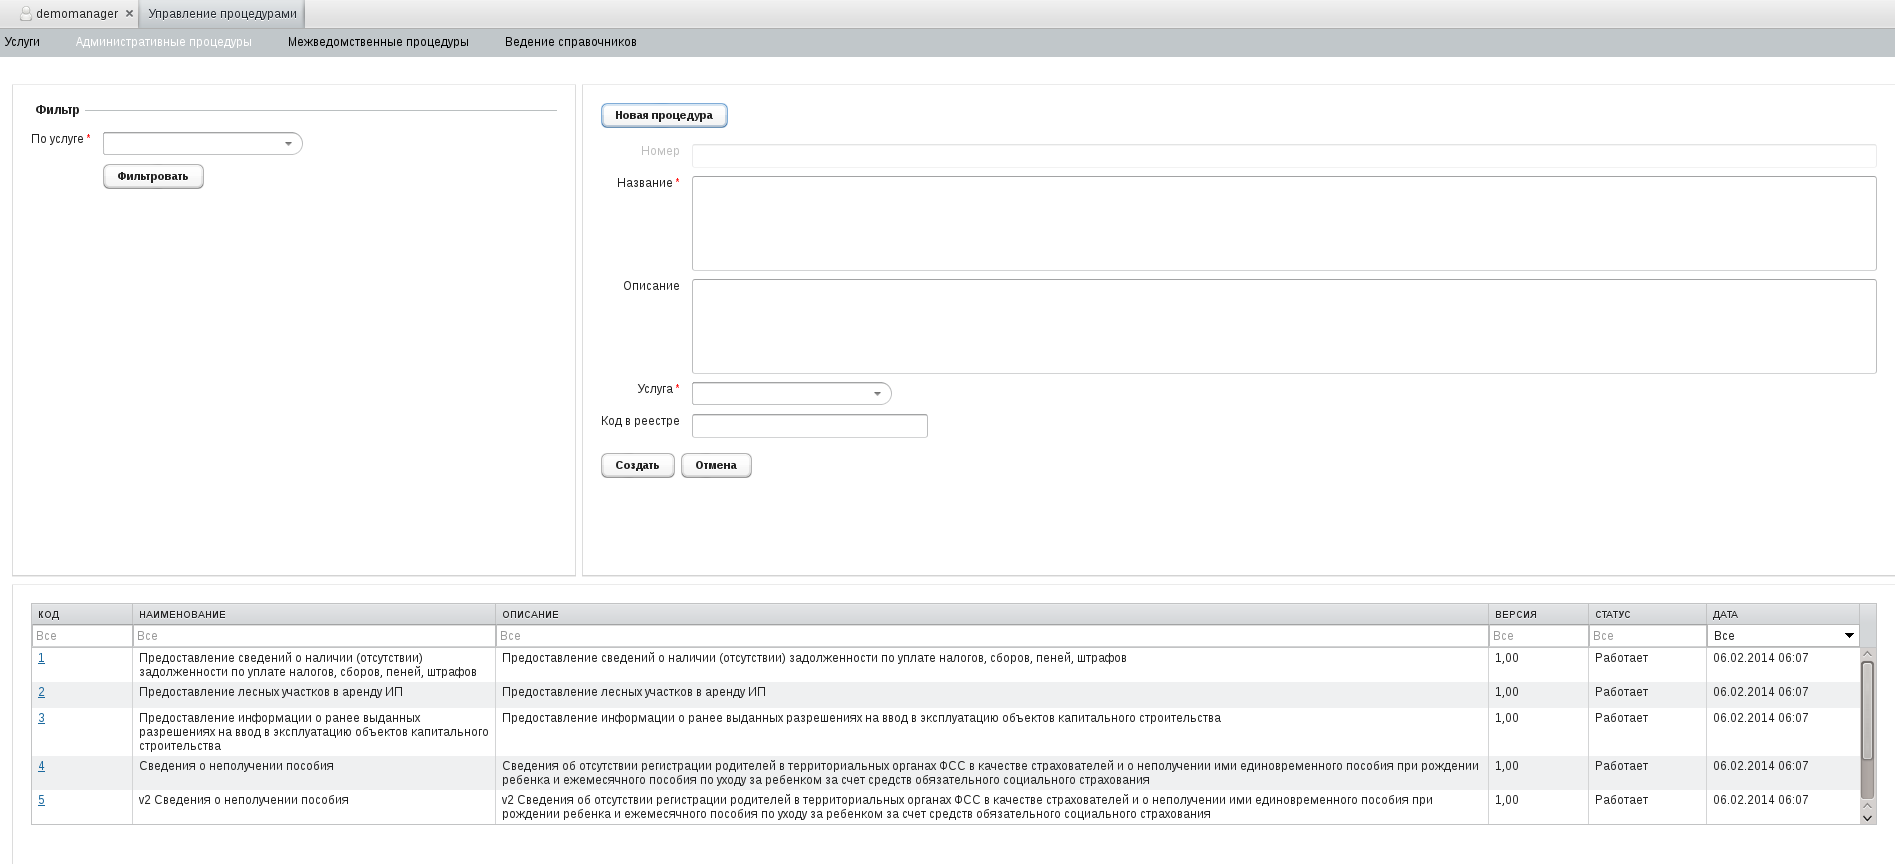 demomanager × Управление процедурами
Услуги Административные процедуры Межведомственные процедуры Ведение справочников
Фильтр
По услуге *
Фильтровать
Новая процедура
Номер
Название *
Описание
Услуга *
Код в реестре
Создать Отмена
КОД НАИМЕНОВАНИЕ ОПИСАНИЕ ВЕРСИЯ СТАТУС ДАТА
Все Все Все Все Все Все
1 Предоставление сведений о наличии (отсутствии) Предоставление сведений о наличии (отсутствии) задолженности по уплате налогов, сборов, пеней, штрафов 1,00 Работает 06.02.2014 06:07
задолженности по уплате налогов, сборов, пеней, штрафов
2 Предоставление лесных участков в аренду ИП Предоставление лесных участков в аренду ИП 1,00 Работает 06.02.2014 06:07
3 Предоставление информации о ранее выданных Предоставление информации о ранее выданных разрешениях на ввод в эксплуатацию объектов капитального строительства 1,00 Работает 06.02.2014 06:07
разрешениях на ввод в эксплуатацию объектов капитального
строительства
4 Сведения о неполучении пособия Сведения об отсутствии регистрации родителей в территориальных органах ФСС в качестве страхователей и о неполучении ими единовременного пособия при рождении 1,00 Работает 06.02.2014 06:07
ребенка и ежемесячного пособия по уходу за ребенком за счет средств обязательного социального страхования
5 v2 Сведения о неполучении пособия v2 Сведения об отсутствии регистрации родителей в территориальных органах ФСС в качестве страхователей и о неполучении ими единовременного пособия при 1,00 Работает 06.02.2014 06:07
рождении ребенка и ежемесячного пособия по уходу за ребенком за счет средств обязательного социального страхования